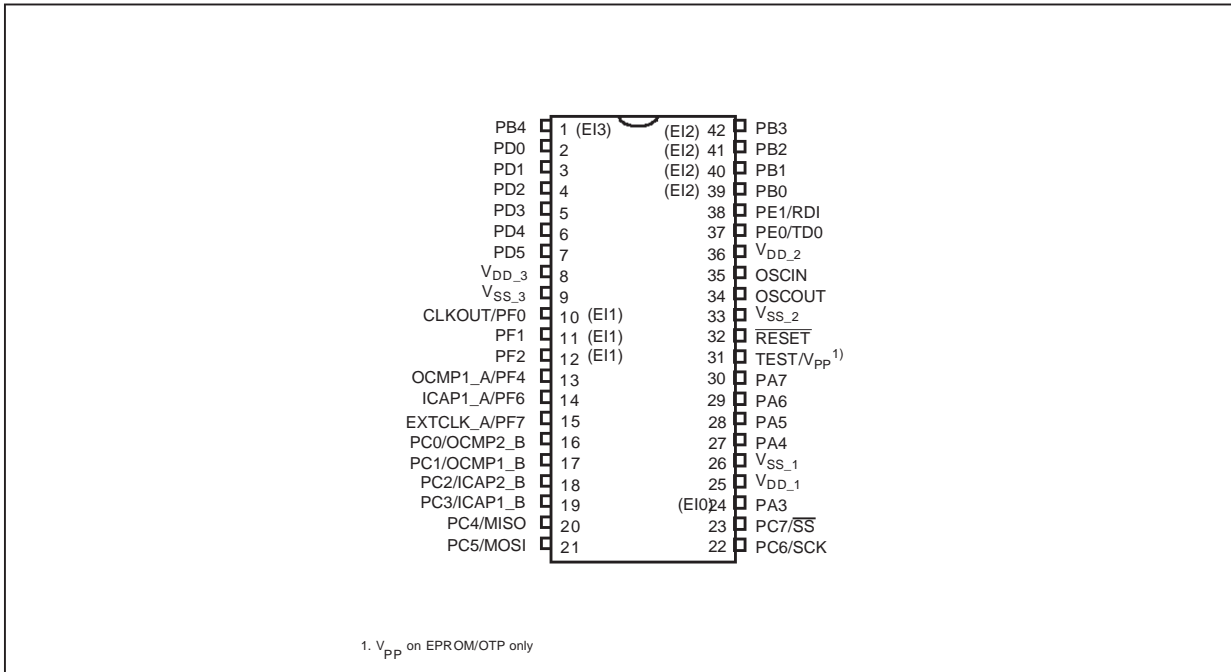 PB4 1 (EI3) (EI2) 42 PB3
PD0 2 (EI2) 41 PB2
PD1 3 (EI2) 40 PB1
PD2 4 (EI2) 39 PB0
PD3 5 38 PE1/RDI
PD4 6 37 PE0/TD0
PD5 7 36 VDD_2
VDD_3 8 35 OSCIN
VSS_3 9 34 OSCOUT
CLKOUT/PF0 10 (EI1) 33 VSS_2
PF1 11 (EI1) 32 RESET
PF2 12 (EI1) 31 TEST/VPP1)
OCMP1_A/PF4 13 30 PA7
ICAP1_A/PF6 14 29 PA6
EXTCLK_A/PF7 15 28 PA5
PC0/OCMP2_B 16 27 PA4
PC1/OCMP1_B 17 26 VSS_1
PC2/ICAP2_B 18 25 VDD_1
PC3/ICAP1_B 19 (EI0)24 PA3
PC4/MISO 20 23 PC7/SS
PC5/MOSI 21 22 PC6/SCK
1. VPP on EPROM/OTP only